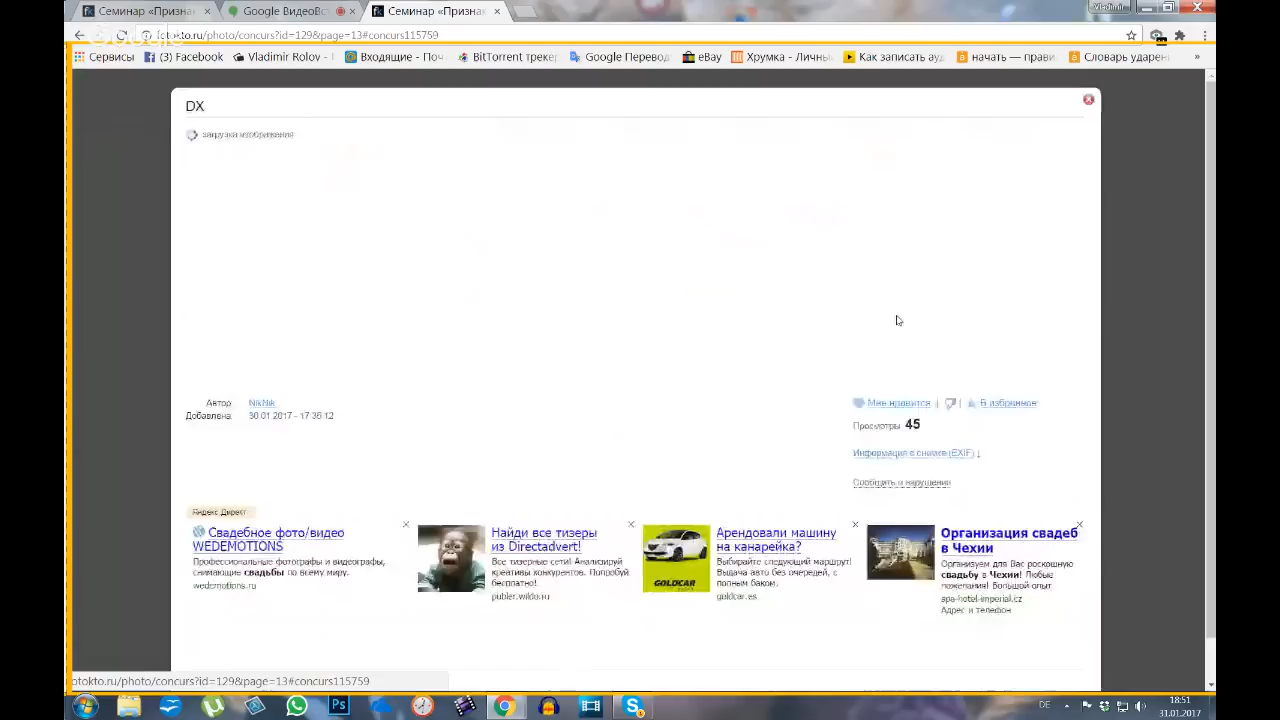 Семинар «Признак
Google ВидеоВс
Семинар «Признак
Vladimir
otokto.ru/photo/concurs?id=129&page=13#concurs115759
Сервисы
(3) Facebook
Vladimir Rolov -
Входящие - Поч
BitTorrent трекер
Google Перевод
eBay
Хрумка - Личны
Как записать ауд
начать — прави
Словарь ударен
»
DX
загрузка изображения
Автор: NikNik
Добавлена: 30.01.2017 - 17:36:12
Мне нравится | | В избранное
Просмотры 45
Информация о снимке (EXIF) ↓
Сообщить о нарушении
Яндекс.Директ
Свадебное фото/видео
WEDEMOTIONS
Профессиональные фотографы и видеографы,
снимающие свадьбы по всему миру.
wedemotions.ru
Найди все тизеры
из Directadvert!
Все тизерные сети! Анализируй
креативы конкурентов. Попробуй
бесплатно!
publer.wildo.ru
GOLDCAR
Арендовали машину
на канарейка?
Выбирайте следующий маршрут!
Выдача авто без очередей, с
полным баком.
goldcar.es
Организация свадеб
в Чехии
Организуем для Вас роскошную
свадьбу в Чехии! Любые
пожелания! Большой опыт
spa-hotel-imperial.cz
Адрес и телефон
otokto.ru/photo/concurs?id=129&page=13#concurs115759
Ps
DE
18:51
31.01.2017